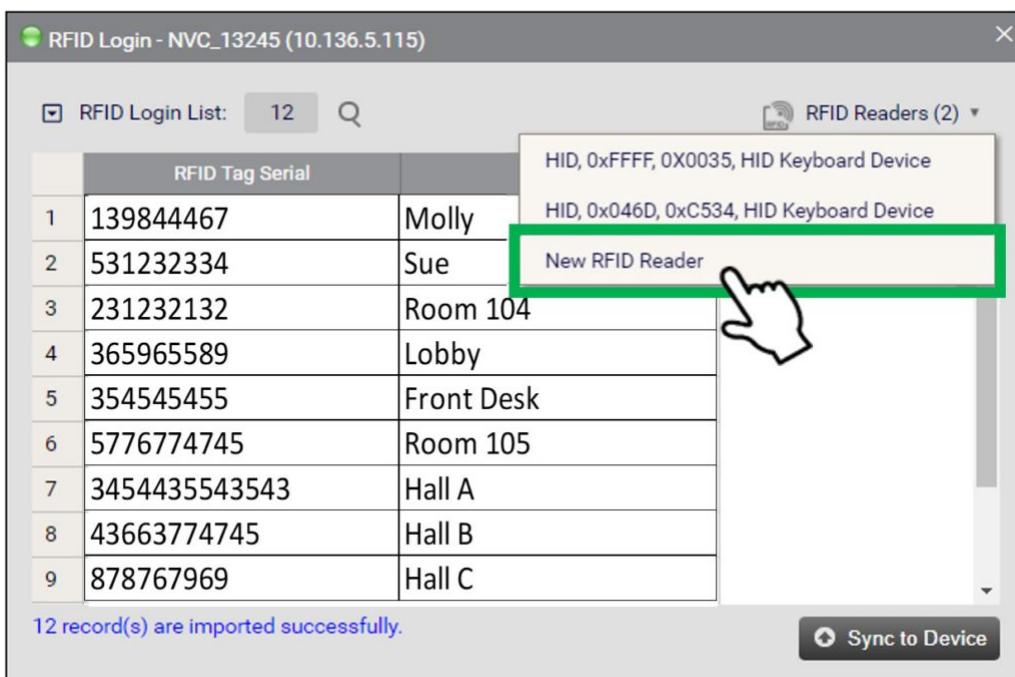 RFID Login - NVC_13245 (10.136.5.115)
RFID Login List: 12 RFID Readers (2)
HID, 0xFFFF, 0X0035, HID Keyboard Device
HID, 0x046D, 0xC534, HID Keyboard Device
New RFID Reader
RFID Tag Serial
1 139844467 Molly
2 531232334 Sue
3 231232132 Room 104
4 365965589 Lobby
5 354545455 Front Desk
6 5776774745 Room 105
7 3454435543543 Hall A
8 43663774745 Hall B
9 878767969 Hall C
12 record(s) are imported successfully.
Sync to Device